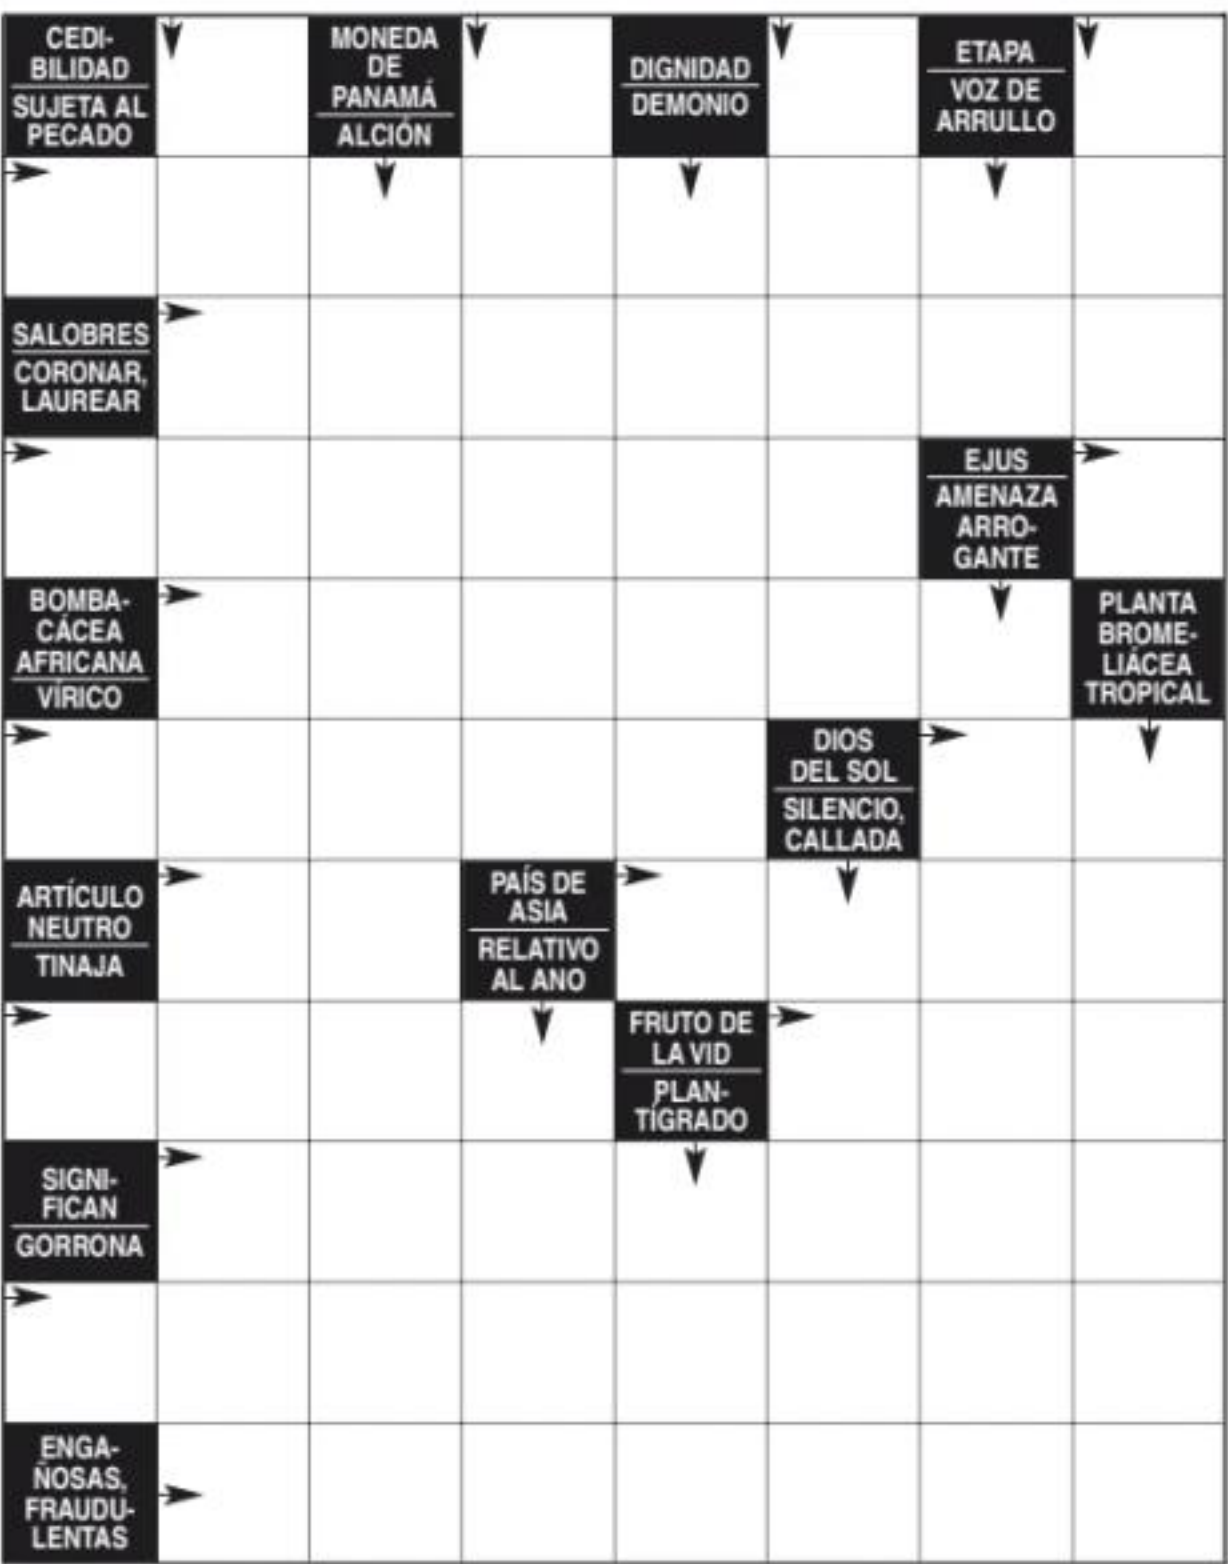 CEDI-
BILIDAD
SUJETA AL
PECADO
MONEDA
DE
PANAMÁ
ALCIÓN
DIGNIDAD
DEMONIO
ETAPA
VOZ DE
ARRULLO
SALOBRES
CORONAR,
LAUREAR
EJUS
AMENAZA
ARRO-
GANTE
BOMBA-
CÁCEA
AFRICANA
VÍRICO
PLANTA
BROME-
LIÁCEA
TROPICAL
DIOS
DEL SOL
SILENCIO,
CALLADA
ARTÍCULO
NEUTRO
TINAJA
PAÍS DE
ASIA
RELATIVO
AL ANO
FRUTO DE
LA VID
PLAN-
TÍGRADO
SIGNI-
FICAN
GORRONA
ENGA-
ÑOSAS,
FRAUDU-
LENTAS